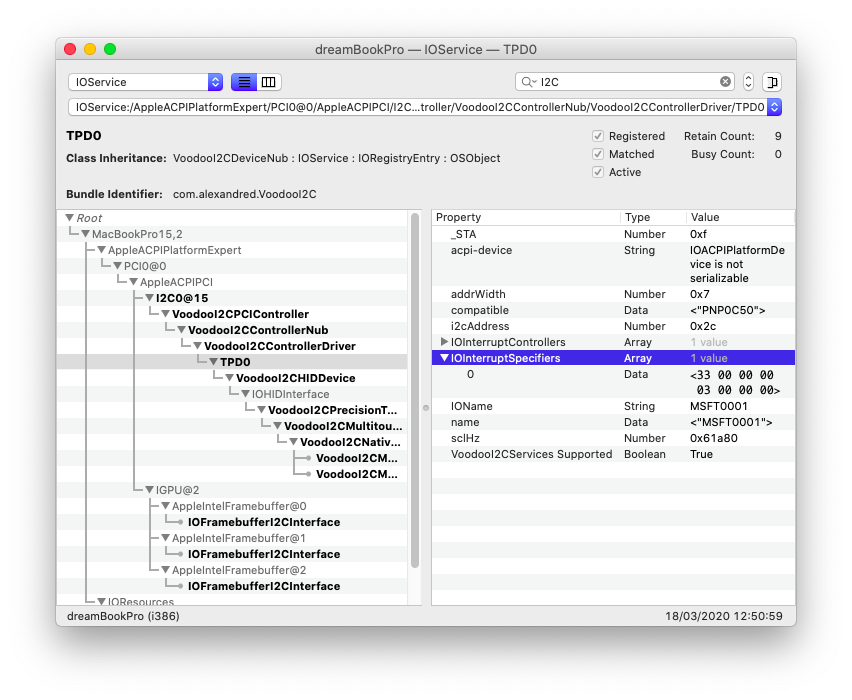 dreamBookPro — IOService — TPD0
IOService
I2C
IOService:/AppleACPIPlatformExpert/PCI0@0/AppleACPIPCI/I2C...troller/VoodooI2CControllerNub/VoodooI2CControllerDriver/TPD0
TPD0
Class Inheritance: VoodooI2CDeviceNub : IOService : IORegistryEntry : OSObject
Bundle Identifier: com.alexandred.VoodooI2C
Registered Retain Count: 9
Matched Busy Count: 0
Active
Root
MacBookPro15,2
AppleACPIPlatformExpert
PCI0@0
AppleACPIPCI
I2C0@15
VoodooI2CPCIController
VoodooI2CControllerNub
VoodooI2CControllerDriver
TPD0
VoodooI2CHIDDevice
IOHIDInterface
VoodooI2CPrecisionT...
VoodooI2CMultitou...
VoodooI2CNativ...
VoodooI2CM...
VoodooI2CM...
IGPU@2
AppleIntelFramebuffer@0
IOFramebufferI2CInterface
AppleIntelFramebuffer@1
IOFramebufferI2CInterface
AppleIntelFramebuffer@2
IOFramebufferI2CInterface
IOResources
Property Type Value
_STA Number 0xf
acpi-device String IOACPIPlatformDe
vice is not
serializable
addrWidth Number 0x7
compatible Data <"PNP0C50">
i2cAddress Number 0x2c
IOInterruptControllers Array 1 value
IOInterruptSpecifiers Array 1 value
0 Data <33 00 00 00
03 00 00 00>
IOName String MSFT0001
name Data <"MSFT0001">
sclHz Number 0x61a80
VoodooI2CServices Supported Boolean True
dreamBookPro (i386) 18/03/2020 12:50:59